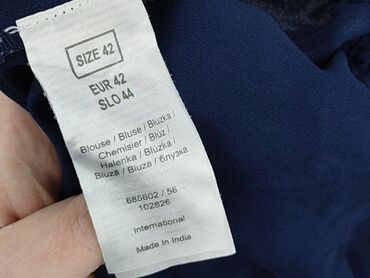 SIZE 42
EUR 42
SLO 44
Blouse / Bluse / Bluzka /
Chemisier / Blúz /
Halenka / Blúzka /
Bluză / Bluza / блузка
685602 / 56
102826
International
Made in India